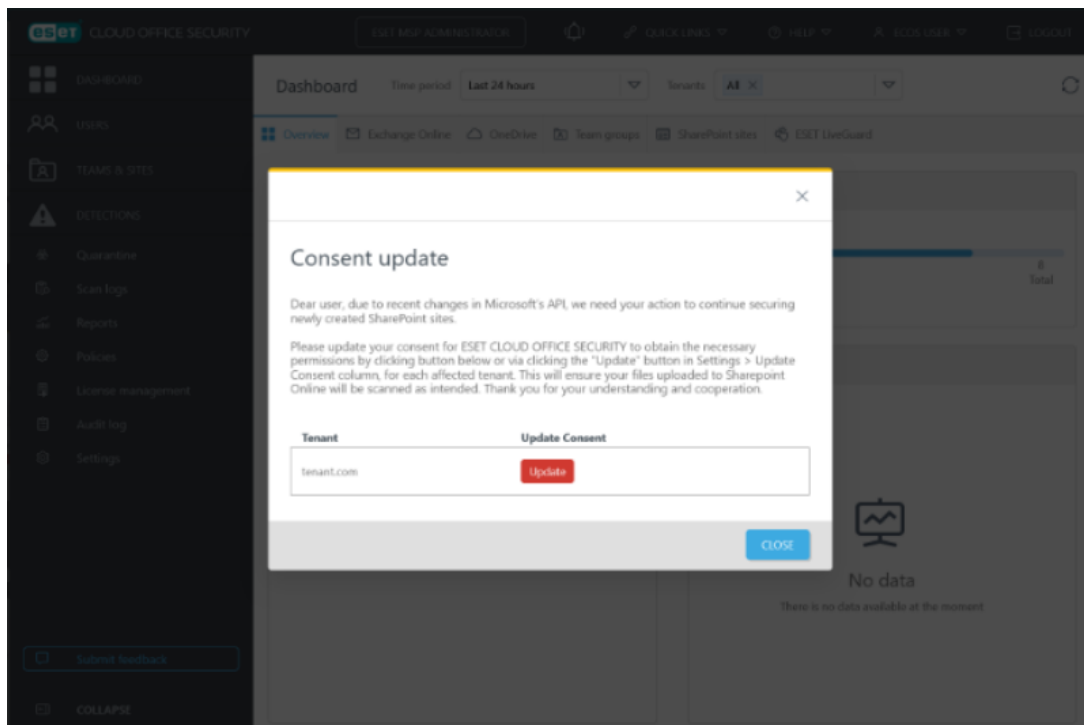 eset CLOUD OFFICE SECURITY
ESET MSP ADMINISTRATOR
QUICK LINKS
HELP
ECOS USER
LOGOUT
DASHBOARD
USERS
TEAMS & SITES
DETECTIONS
Quarantine
Scan logs
Reports
Policies
License management
Audit log
Settings
Submit feedback
COLLAPSE
Dashboard
Time period
Last 24 hours
Tenants
All
Overview
Exchange Online
OneDrive
Team groups
SharePoint sites
ESET LiveGuard
Consent update
Dear user, due to recent changes in Microsoft's API, we need your action to continue securing
newly created SharePoint sites.
Please update your consent for ESET CLOUD OFFICE SECURITY to obtain the necessary
permissions by clicking button below or via clicking the "Update" button in Settings > Update
Consent column, for each affected tenant. This will ensure your files uploaded to Sharepoint
Online will be scanned as intended. Thank you for your understanding and cooperation.
Tenant Update Consent
tenant.com Update
CLOSE
Total
No data
There is no data available at the moment